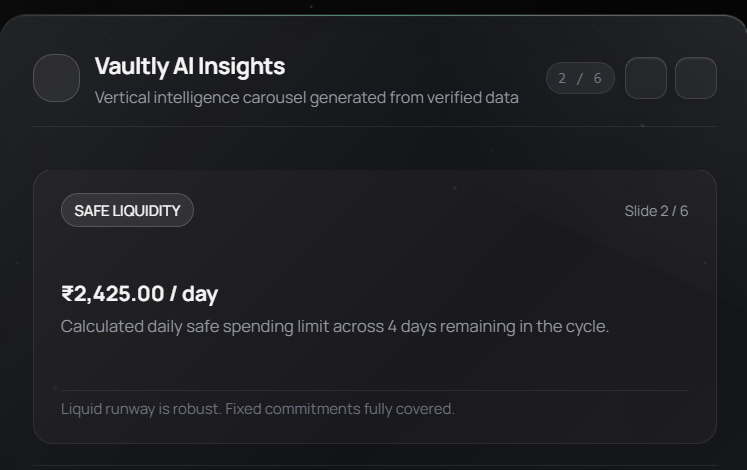 Vaultly AI Insights
2 / 6
Vertical intelligence carousel generated from verified data
SAFE LIQUIDITY
Slide 2 / 6
₹2,425.00 / day
Calculated daily safe spending limit across 4 days remaining in the cycle.
Liquid runway is robust. Fixed commitments fully covered.